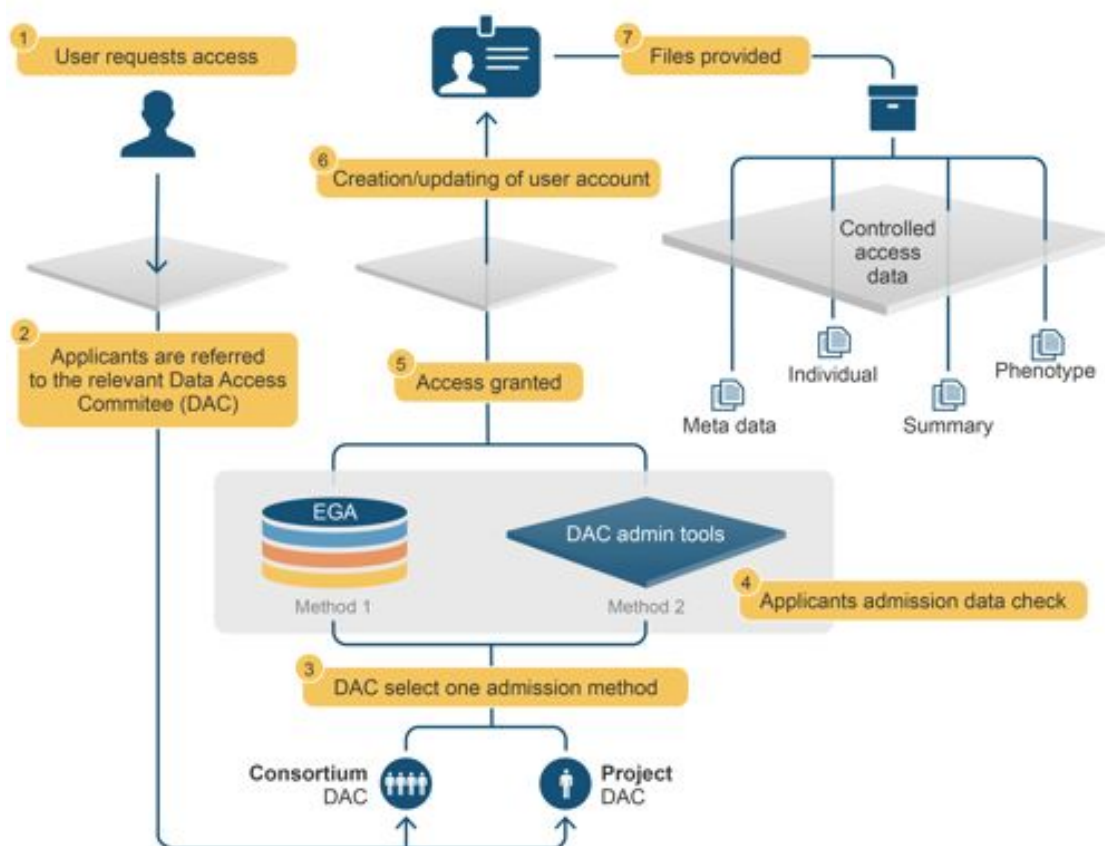 1
User requests access
2
Applicants are referred
to the relevant Data Access
Commitee (DAC)
Consortium
DAC
Project
DAC
3
DAC select one admission method
EGA
Method 1
DAC admin tools
Method 2
4
Applicants admission data check
5
Access granted
6
Creation/updating of user account
7
Files provided
Controlled
access
data
Meta data
Individual
Summary
Phenotype